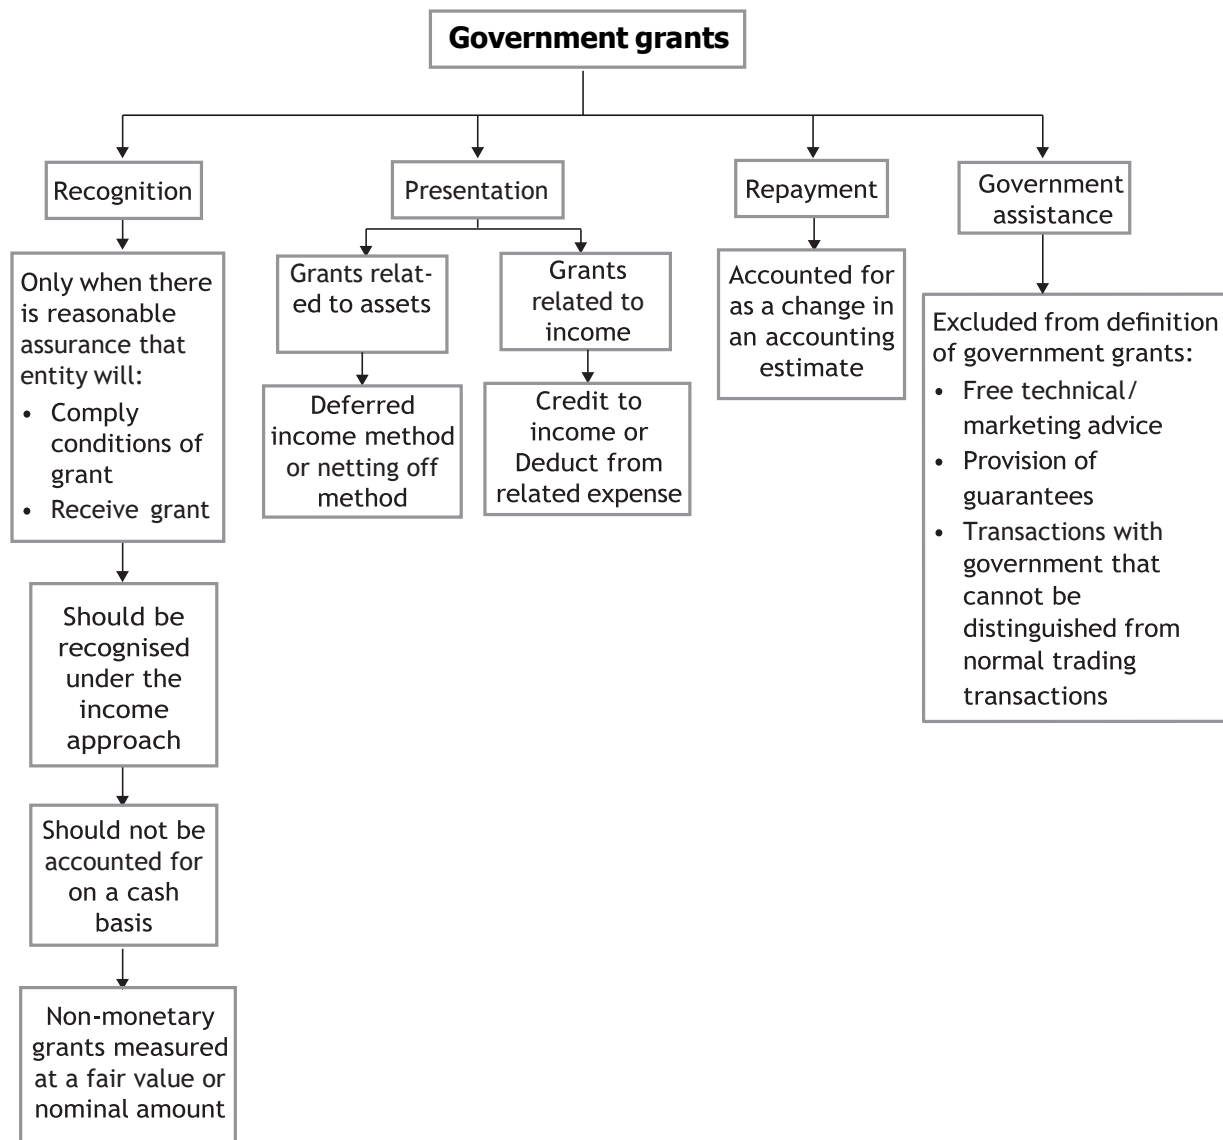 Government grants
Recognition
Only when there
is reasonable
assurance that
entity will:
• Comply
conditions of
grant
• Receive grant
Should be
recognised
under the
income
approach
Should not be
accounted for
on a cash
basis
Non-monetary
grants measured
at a fair value or
nominal amount
Presentation
Grants relat-
ed to assets
Deferred
income method
or netting off
method
Grants
related to
income
Credit to
income or
Deduct from
related expense
Repayment
Accounted for
as a change in
an accounting
estimate
Government
assistance
Excluded from definition
of government grants:
• Free technical/
marketing advice
• Provision of
guarantees
• Transactions with
government that
cannot be
distinguished from
normal trading
transactions